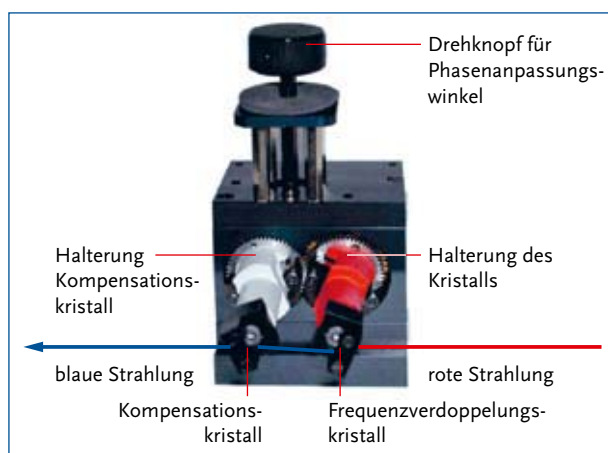 Drehknopf für
Phasenanpassungs-
winkel
Halterung
Kompensations-
kristall
Halterung des
Kristalls
blaue Strahlung
rote Strahlung
Kompensations-
kristall
Frequenzverdoppelungs-
kristall